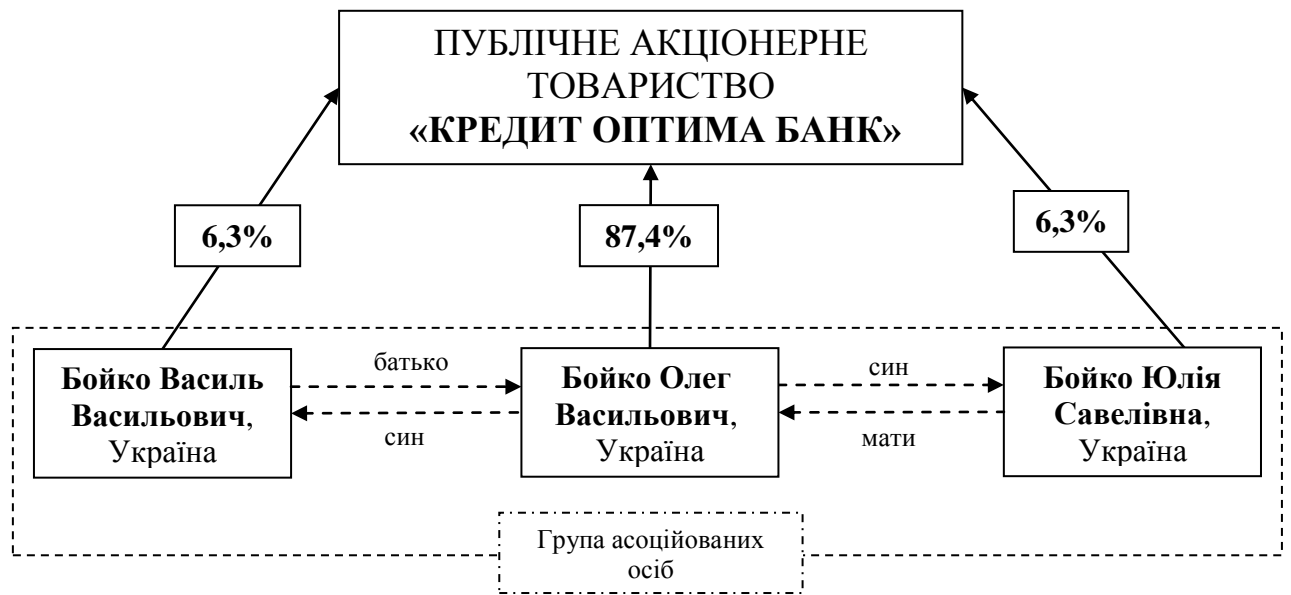 ПУБЛІЧНЕ АКЦІОНЕРНЕ
ТОВАРИСТВО
«КРЕДИТ ОПТИМА БАНК»
6,3%
87,4%
6,3%
Бойко Василь
Васильович,
Україна
батько
син
Бойко Олег
Васильович,
Україна
син
мати
Бойко Юлія
Савелівна,
Україна
Група асоційованих
осіб